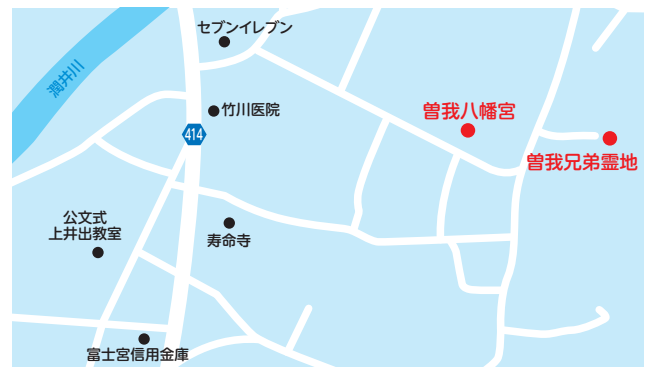 セブンイレブン
潤井川
竹川医院
曽我八幡宮
414
曽我兄弟霊地
公文式
上井出教室
寿命寺
富士宮信用金庫